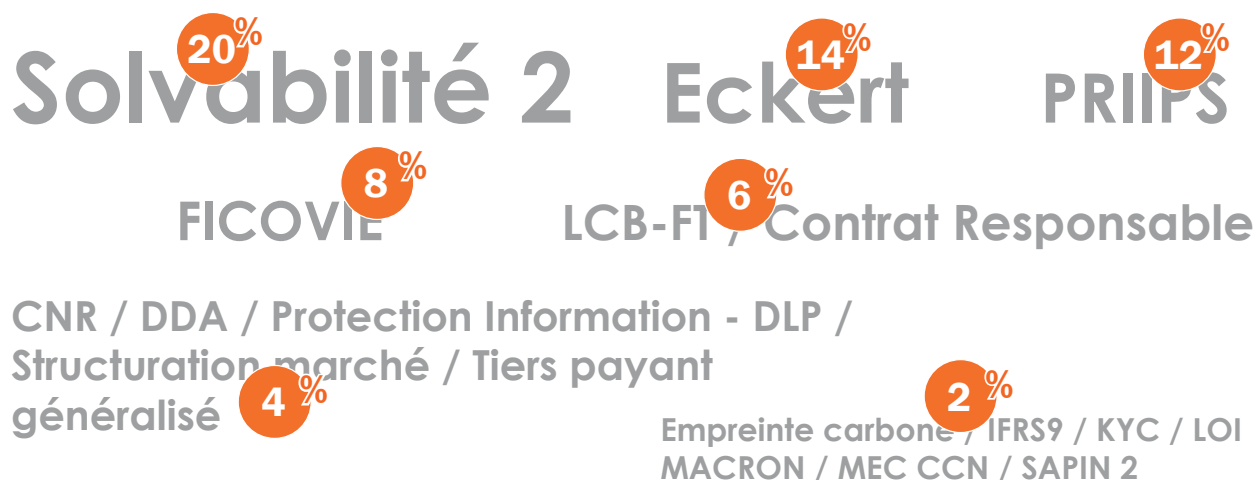 20%
Solvabilité 2
14%
Eckert
12%
PRIIPS
8%
FICOVIE
6%
LCB-FT / Contrat Responsable
CNR / DDA / Protection Information - DLP /
Structuration marché / Tiers payant
généralisé
4%
2%
Empreinte carbone / IFRS9 / KYC / LOI
MACRON / MEC CCN / SAPIN 2